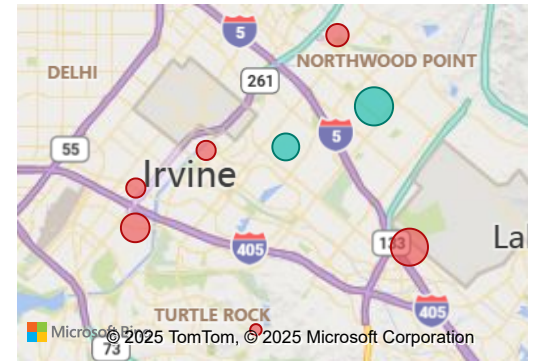 5
NORTHWOOD POINT
DELHI
261
5
55
Irvine
133
405
La
405
TURTLE ROCK
Microsoft Bing
© 2025 TomTom, © 2025 Microsoft Corporation
73